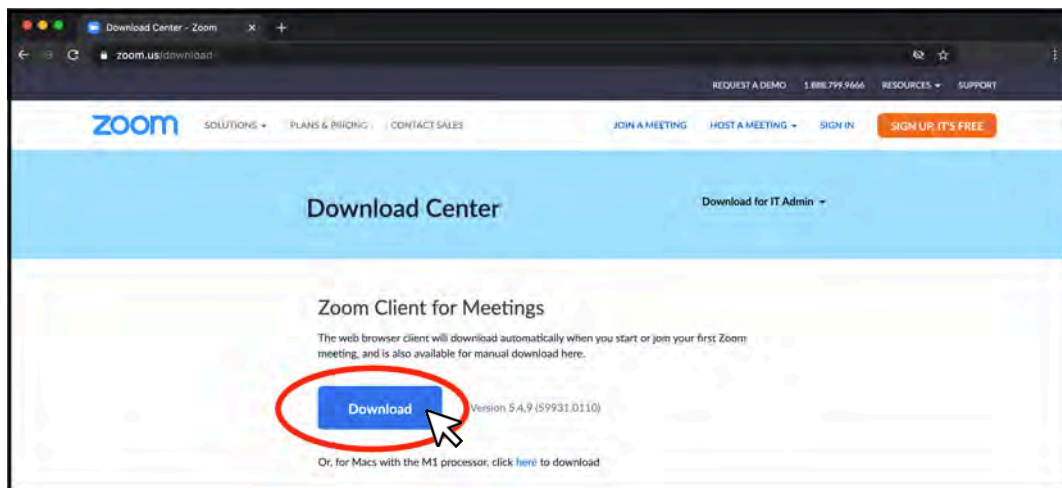 Download Center - Zoom
zoom.us/download
REQUEST A DEMO 1.888.799.9666 RESOURCES SUPPORT
zoom SOLUTIONS PLANS & PRICING CONTACT SALES JOIN A MEETING HOST A MEETING SIGN IN SIGN UP, IT'S FREE
Download Center Download for IT Admin
Zoom Client for Meetings
The web browser client will download automatically when you start or join your first Zoom
meeting, and is also available for manual download here.
Download Version 5.4.9 (59931.0110)
Or, for Macs with the M1 processor, click here to download